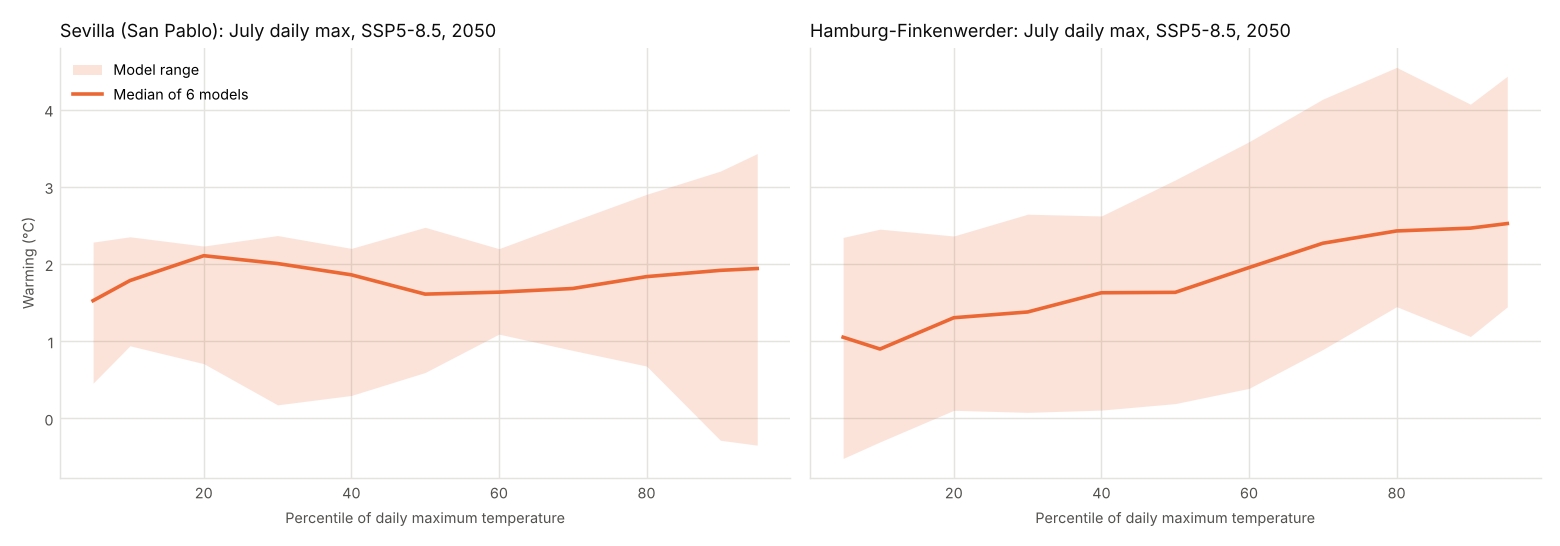 Sevilla (San Pablo): July daily max, SSP5-8.5, 2050
Model range
Median of 6 models
4
3
2
1
0
Warming (°C)
20 40 60 80
Percentile of daily maximum temperature
Hamburg-Finkenwerder: July daily max, SSP5-8.5, 2050
20 40 60 80
Percentile of daily maximum temperature